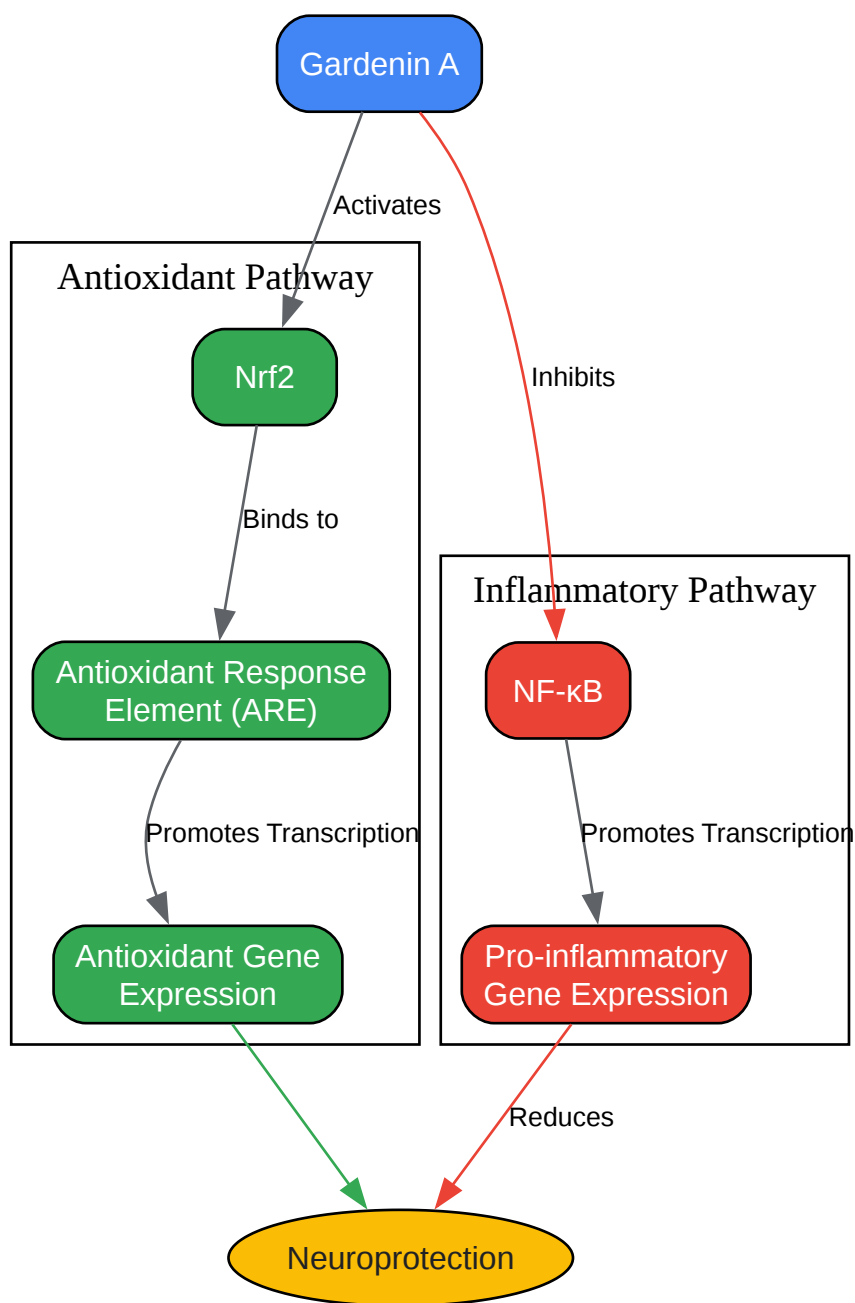 Gardenin A
Activates
Antioxidant Pathway
Nrf2
Inhibits
Binds to
Inflammatory Pathway
Antioxidant Response
Element (ARE)
NF-κB
Promotes Transcription
Promotes Transcription
Antioxidant Gene
Expression
Pro-inflammatory
Gene Expression
Reduces
Neuroprotection